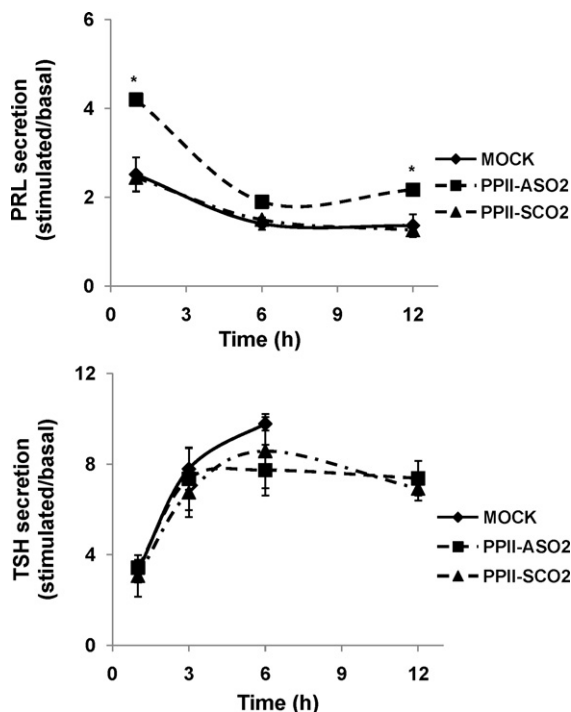 6
4
2
0
PRL secretion
(stimulated/basal)
*
*
MOCK
PPII-ASO2
PPII-SCO2
0 3 6 9 12
Time (h)
12
8
4
0
TSH secretion
(stimulated/basal)
MOCK
PPII-ASO2
PPII-SCO2
0 3 6 9 12
Time (h)